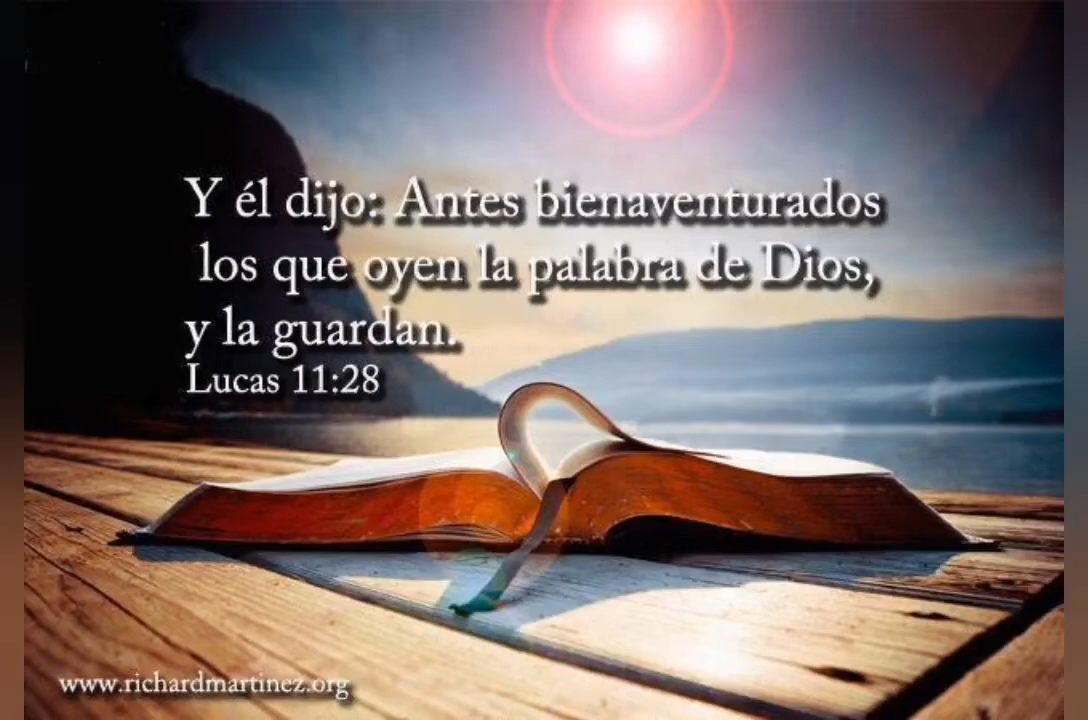 Y él dijo: Antes bienaventurados
los que oyen la palabra de Dios,
y la guardan.
Lucas 11:28
www.richardmartinez.org